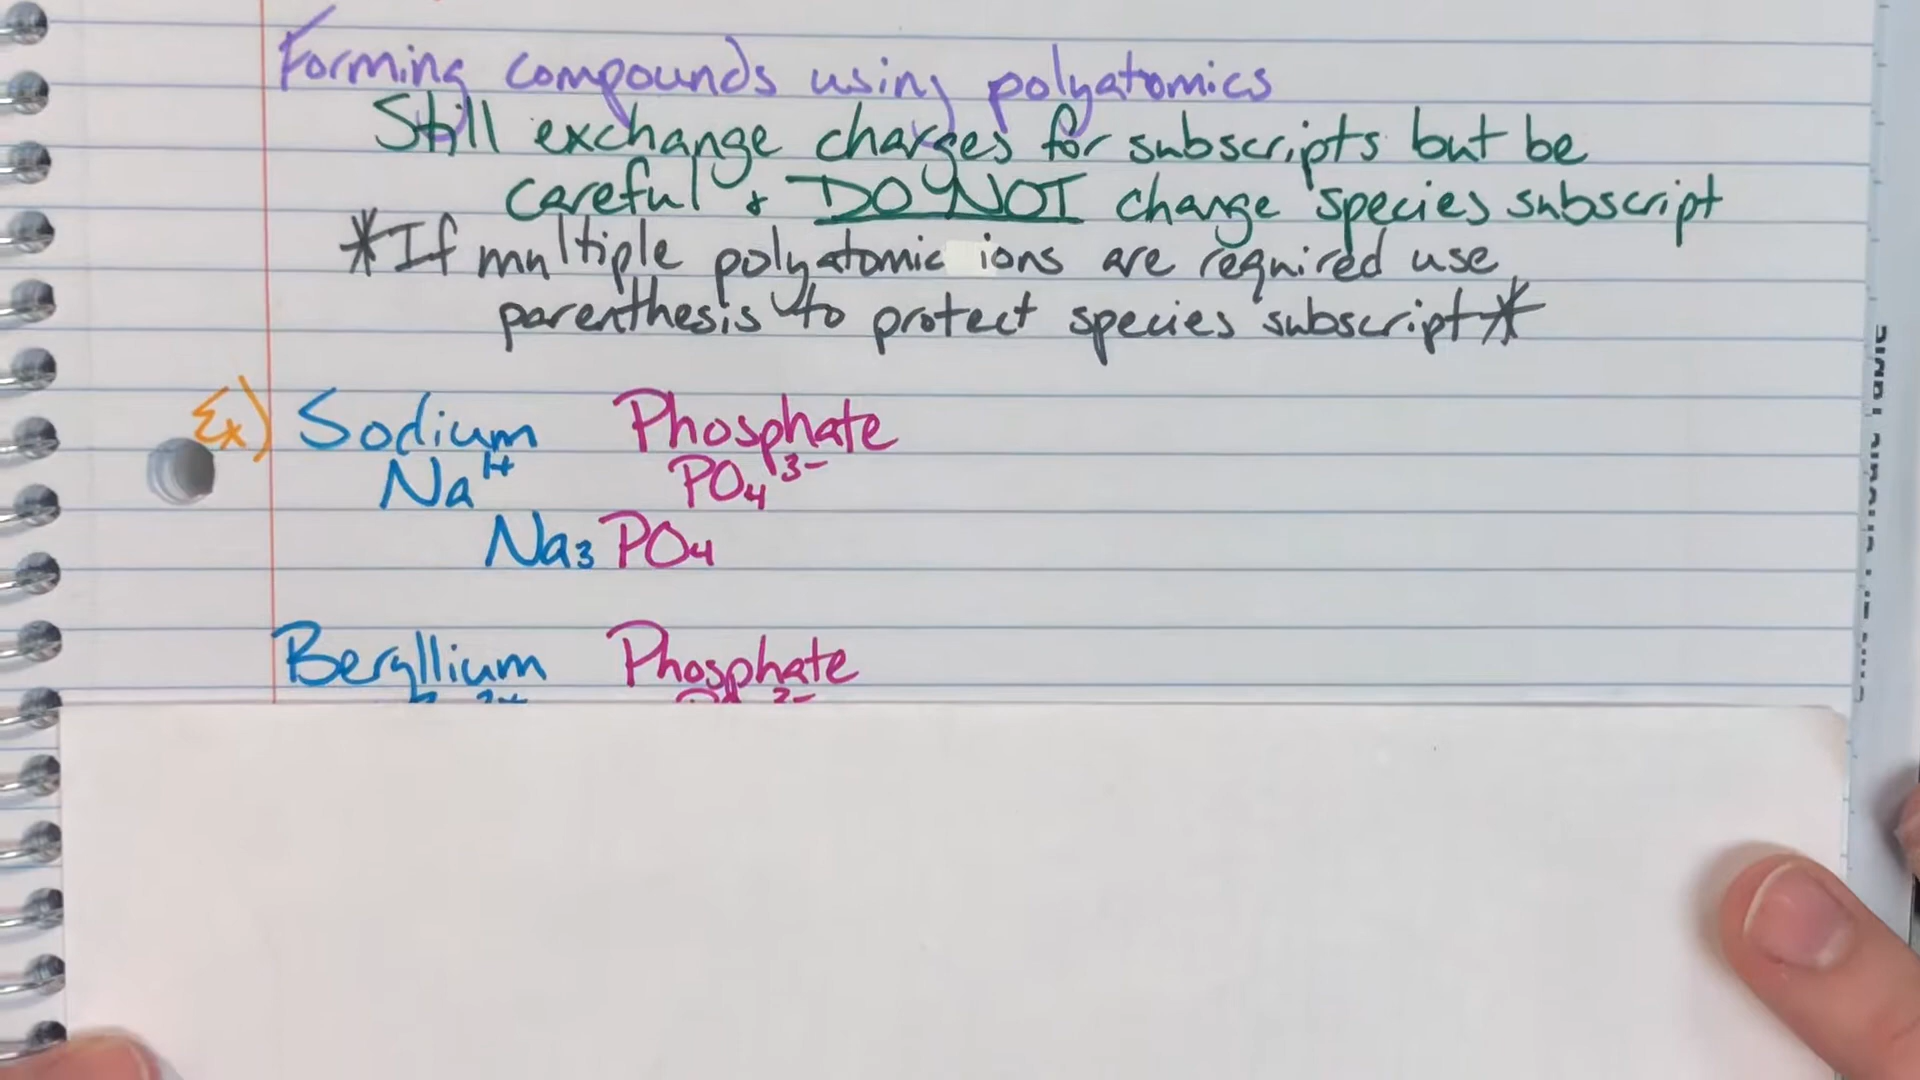 Forming compounds using polyatomics
Still exchange charges for subscripts but be
careful & DO NOT change species subscript
*If multiple polyatomic ions are required use
parenthesis to protect species subscript*
Ex) Sodium Phosphate
Na¹⁺ PO₄³⁻
Na₃PO₄
Beryllium Phosphate